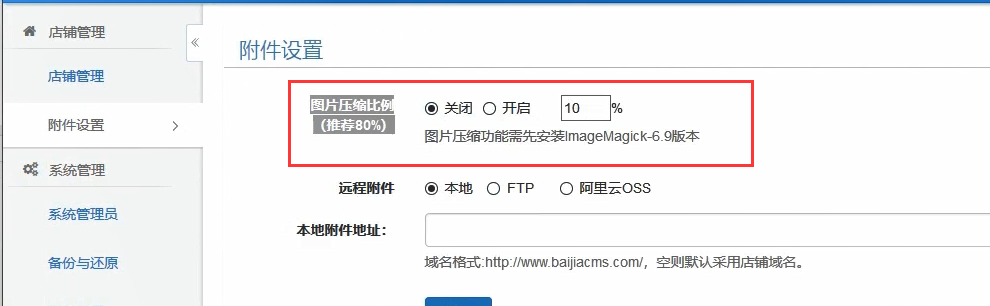 店铺管理
店铺管理
附件设置
系统管理
系统管理员
备份与还原
附件设置
图片压缩比例
(推荐80%)
关闭 开启 10 %
图片压缩功能需先安装ImageMagick-6.9版本
远程附件 本地 FTP 阿里云OSS
本地附件地址：
域名格式:http://www.baijiacms.com/，空则默认采用店铺域名。